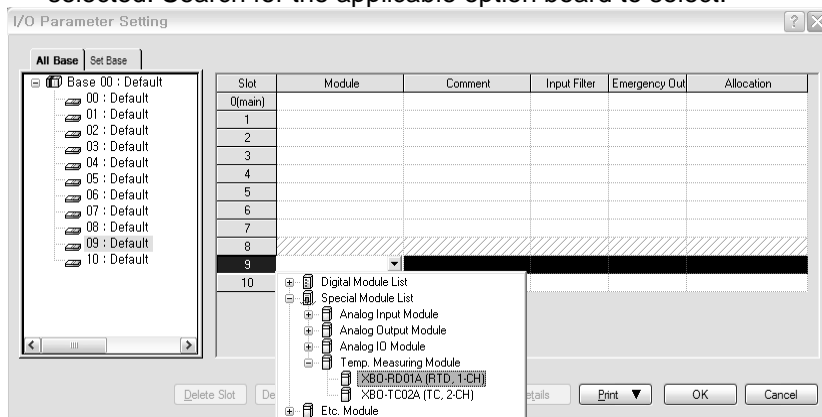 selected. Search for the applicable option board to select.
I/O Parameter Setting
All Base Set Base
Base 00 : Default
00 : Default
01 : Default
02 : Default
03 : Default
04 : Default
05 : Default
06 : Default
07 : Default
08 : Default
09 : Default
10 : Default
Slot Module Comment Input Filter Emergency Out Allocation
0(main)
1
2
3
4
5
6
7
8
9
10
Digital Module List
Special Module List
Analog Input Module
Analog Output Module
Analog IO Module
Temp. Measuring Module
XBO-RD01A (RTD, 1-CH)
XBO-TC02A (TC, 2-CH)
Etc. Module
Delete Slot De etails Print ▼ OK Cancel